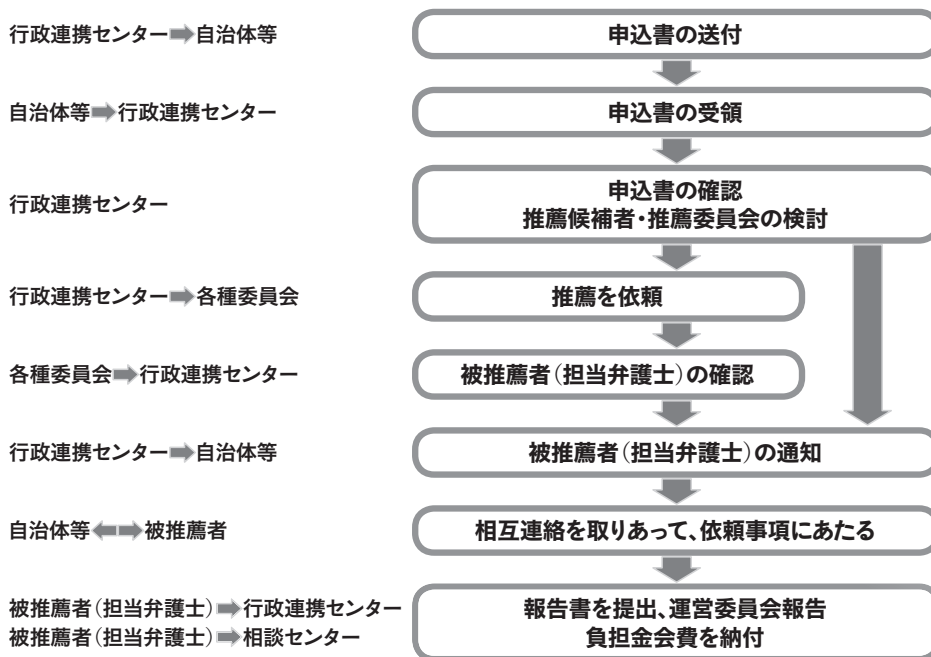 行政連携センター➡自治体等
申込書の送付
自治体等➡行政連携センター
申込書の受領
行政連携センター
申込書の確認
推薦候補者・推薦委員会の検討
行政連携センター➡各種委員会
推薦を依頼
各種委員会➡行政連携センター
被推薦者(担当弁護士)の確認
行政連携センター➡自治体等
被推薦者(担当弁護士)の通知
自治体等⬅➡被推薦者
相互連絡を取りあって、依頼事項にあたる
被推薦者(担当弁護士)➡行政連携センター
被推薦者(担当弁護士)➡相談センター
報告書を提出、運営委員会報告
負担金会費を納付